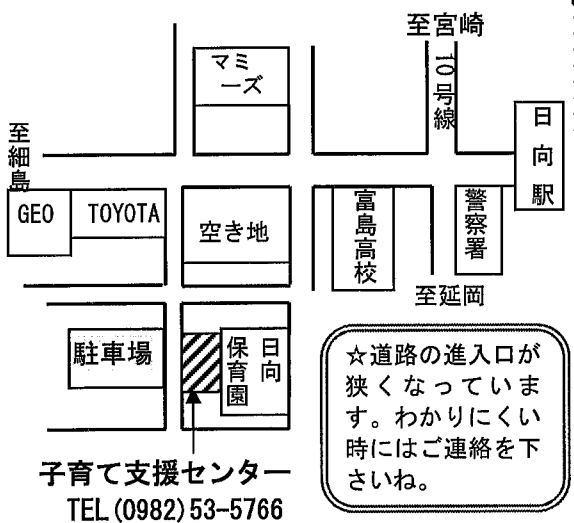 至宮崎
マミ
ーズ
10号線
日向駅
至細島
GEO
TOYOTA
空き地
富島高校
警察署
至延岡
駐車場
保育園
日向
☆道路の進入口が
狭くなっていま
す。わかりにくい
時にはご連絡を下
さいね。
子育て支援センター
TEL(0982)53-5766